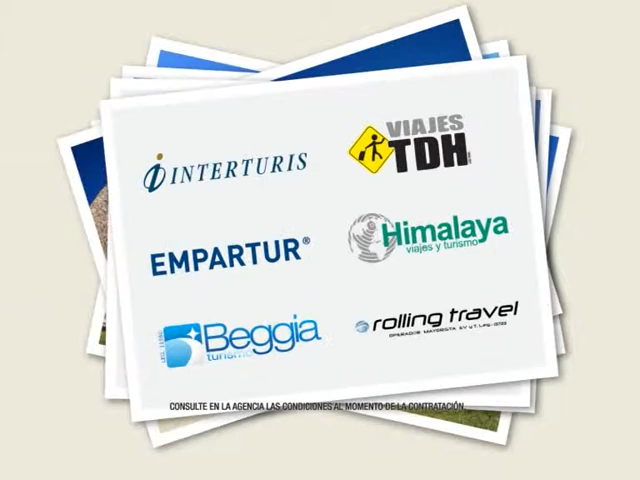 INTERTURIS
VIAJES
TDH
EMPARTUR®
Himalaya
viajes y turismo
Beggia
turismo
rolling travel
CONSULTE EN LA AGENCIA LAS CONDICIONES AL MOMENTO DE LA CONTRATACIÓN